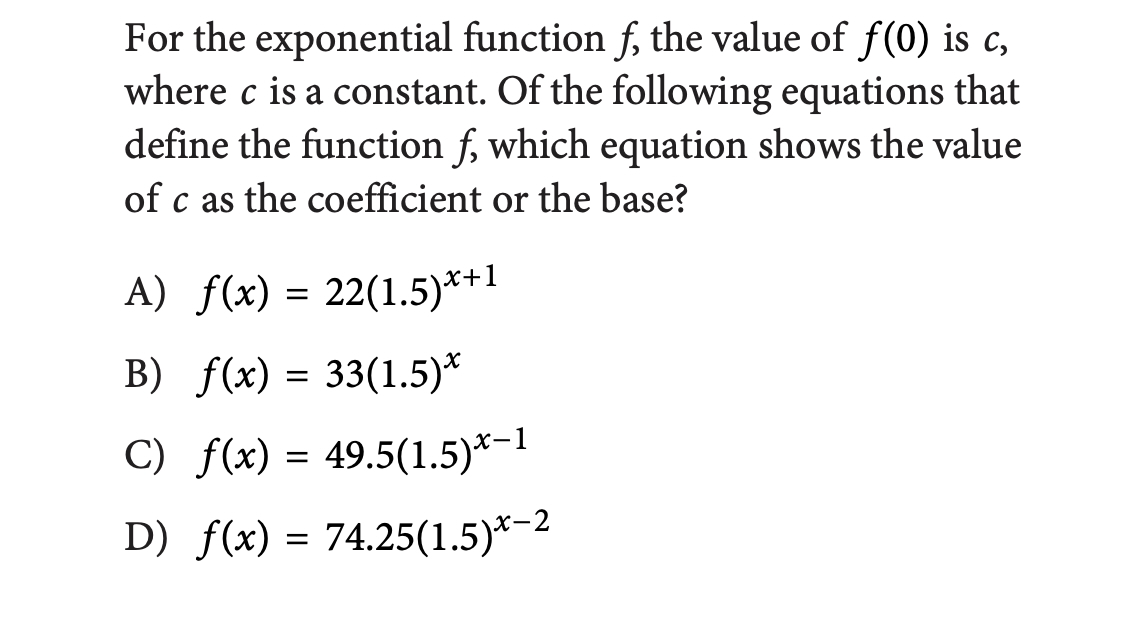 For the exponential function f, the value of f(0) is c,
where c is a constant. Of the following equations that
define the function f, which equation shows the value
of c as the coefficient or the base?
A) f(x) = 22(1.5)^{x+1}
B) f(x) = 33(1.5)^{x}
C) f(x) = 49.5(1.5)^{x−1}
D) f(x) = 74.25(1.5)^{x−2}